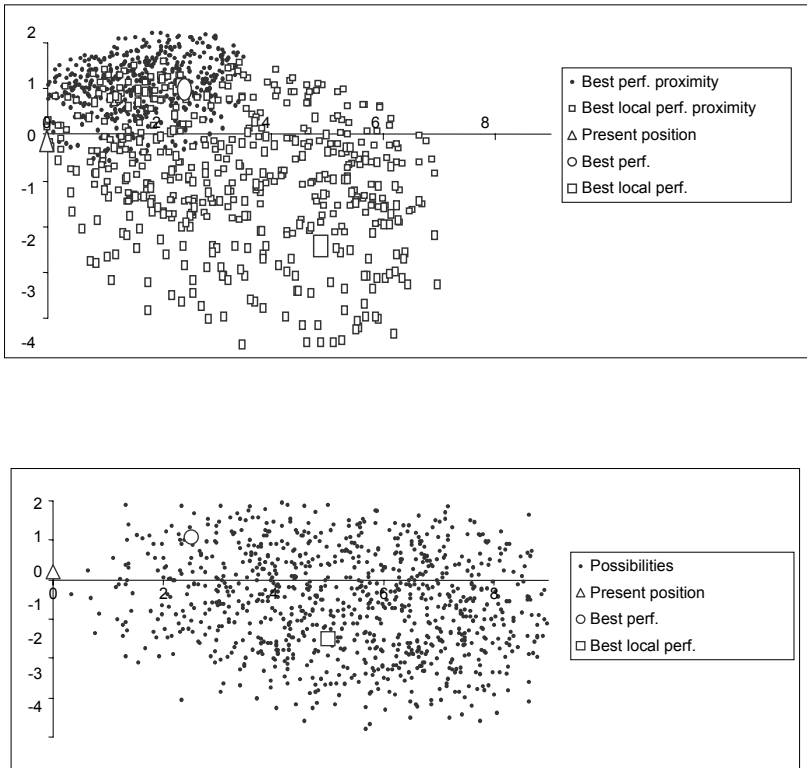 2
1
0
-1
-2
-3
-4
0 2 4 6 8
Best perf. proximity
Best local perf. proximity
Present position
Best perf.
Best local perf.
2
1
0
-1
-2
-3
-4
0 2 4 6 8
Possibilities
Present position
Best perf.
Best local perf.